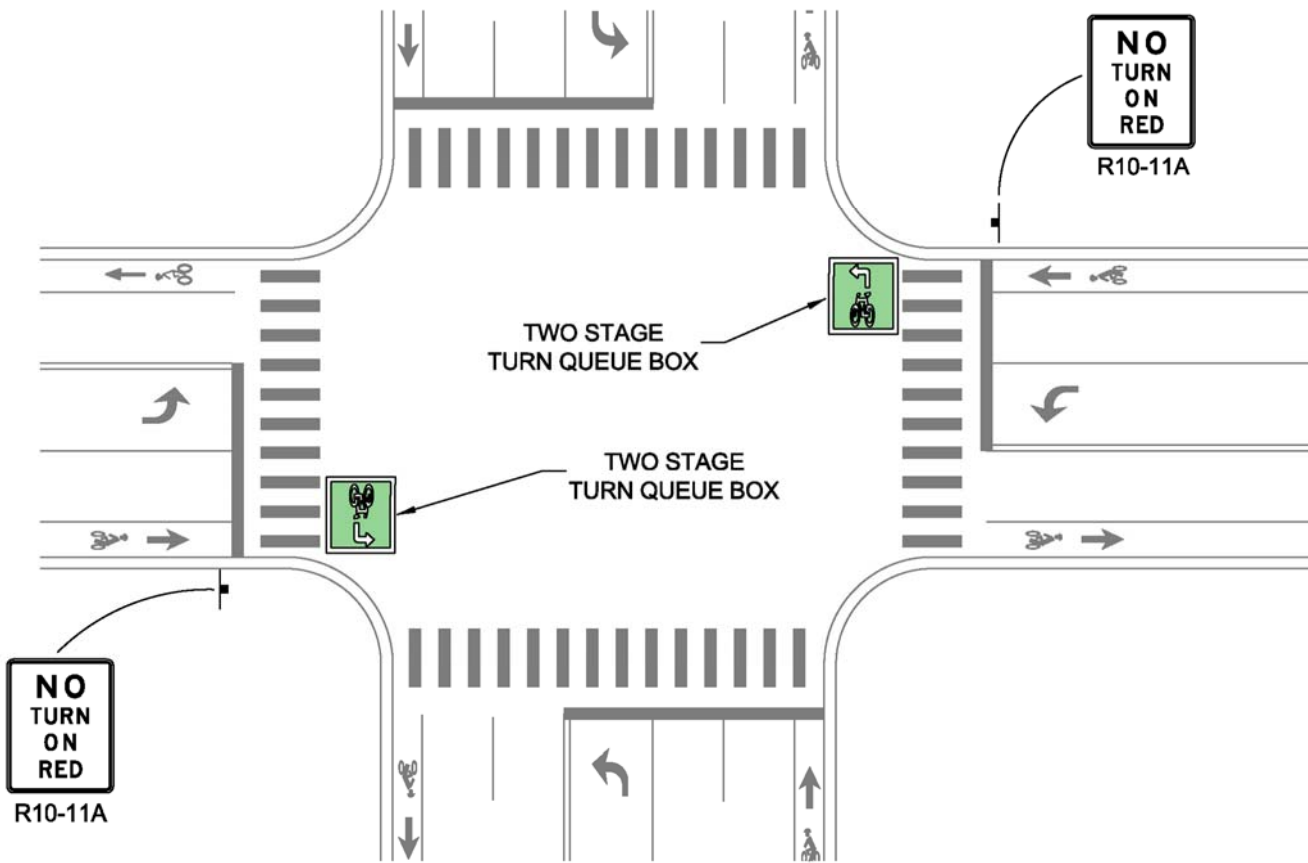 NO
TURN
ON
RED
R10-11A
TWO STAGE
TURN QUEUE BOX
TWO STAGE
TURN QUEUE BOX
NO
TURN
ON
RED
R10-11A